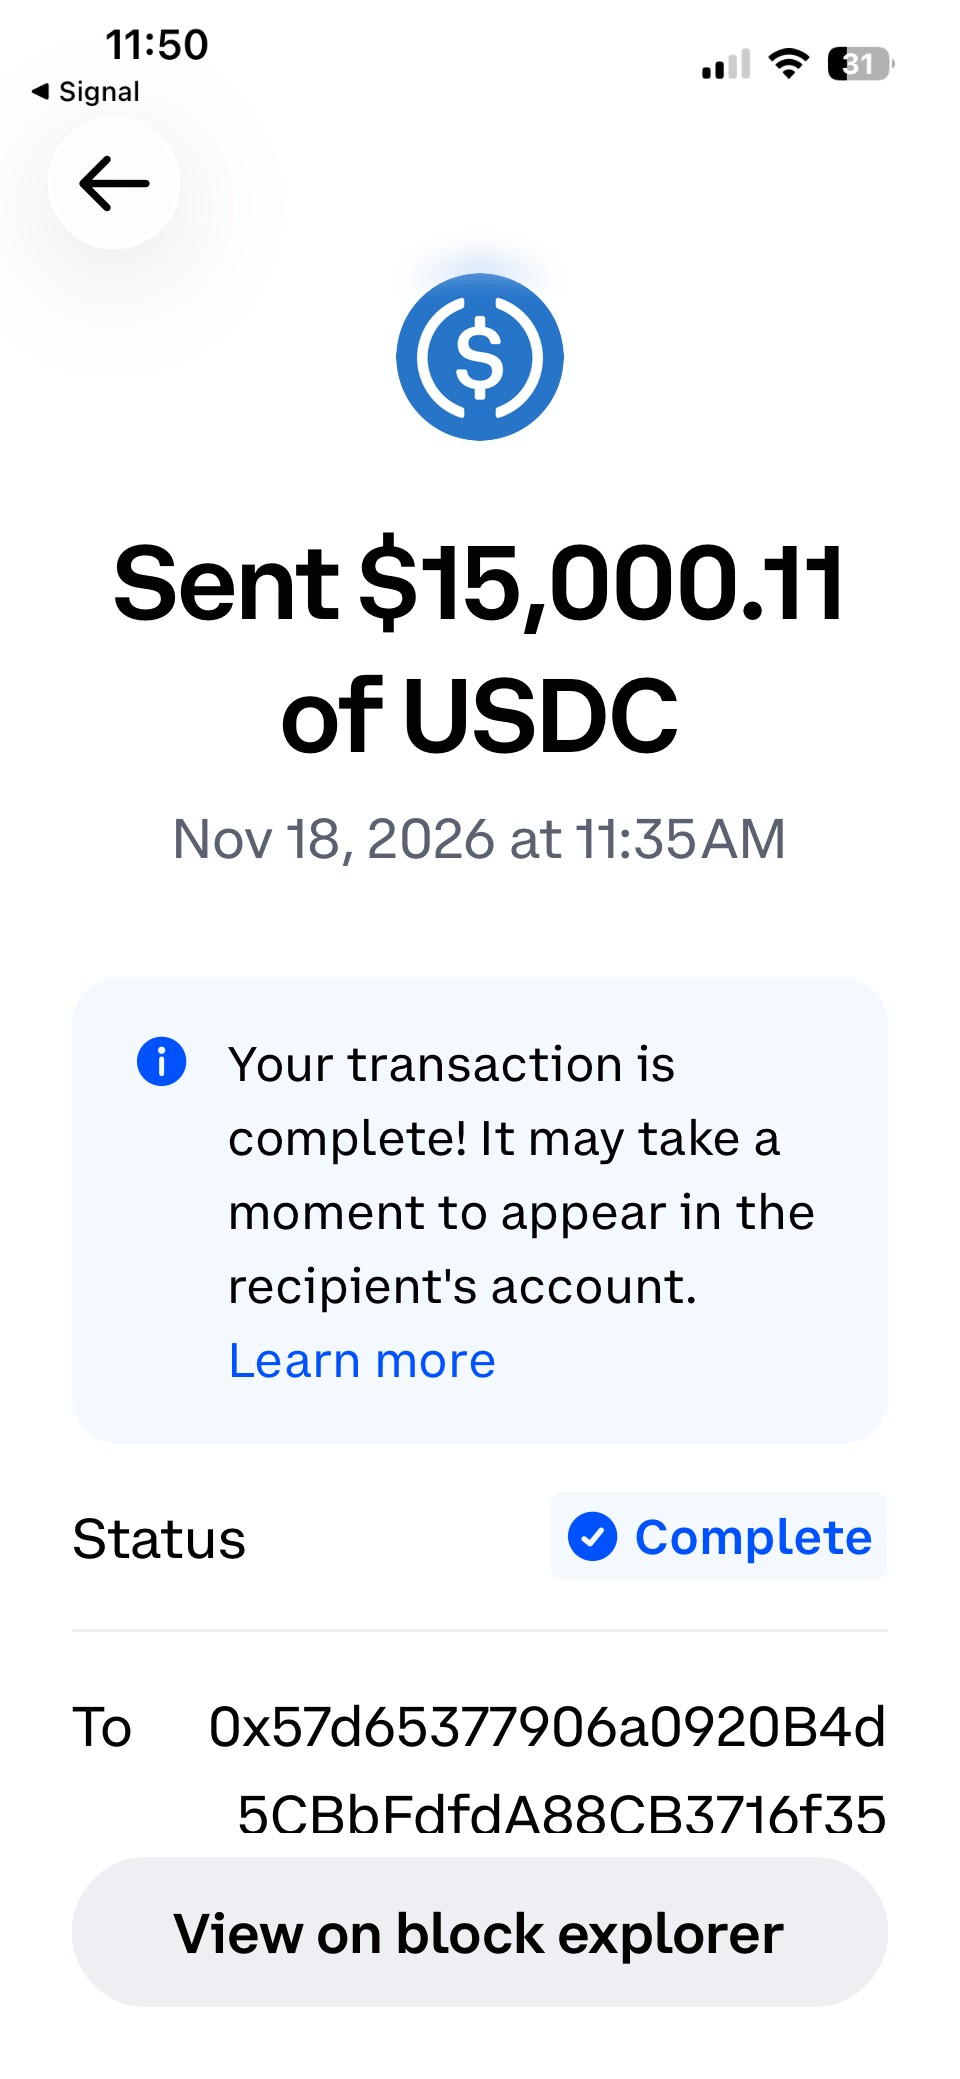 11:50
◀ Signal
31
$
Sent $15,000.11
of USDC
Nov 18, 2026 at 11:35AM
Your transaction is
complete! It may take a
moment to appear in the
recipient's account.
Learn more
Status
Complete
To 0x57d65377906a0920B4d
5CBbFdfdA88CB3716f35
View on block explorer